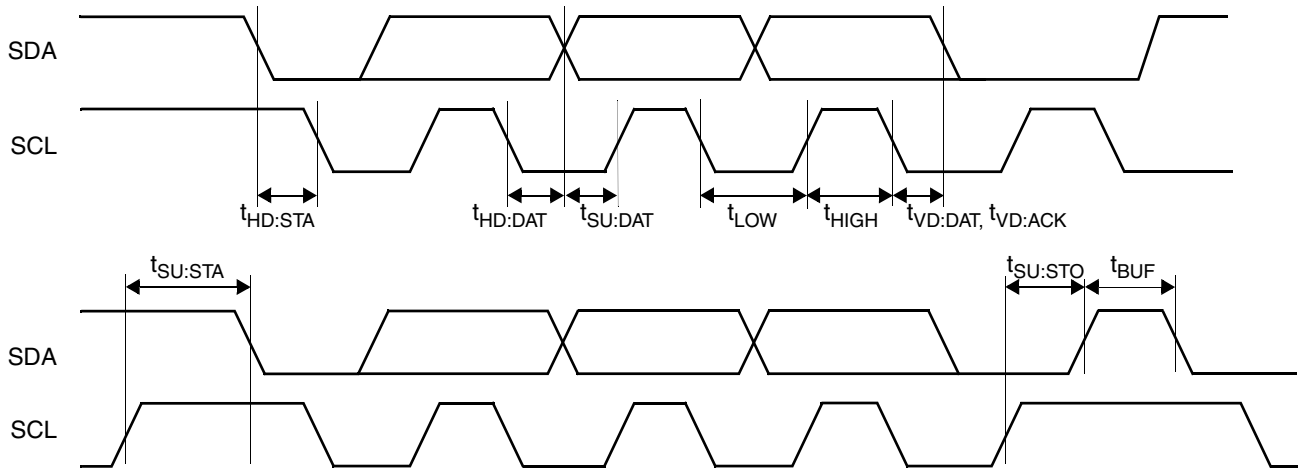 SDA
SCL
tHD:STA tHD:DAT tSU:DAT tLOW tHIGH tVD:DAT, tVD:ACK
tSU:STA tSU:STO tBUF
SDA
SCL